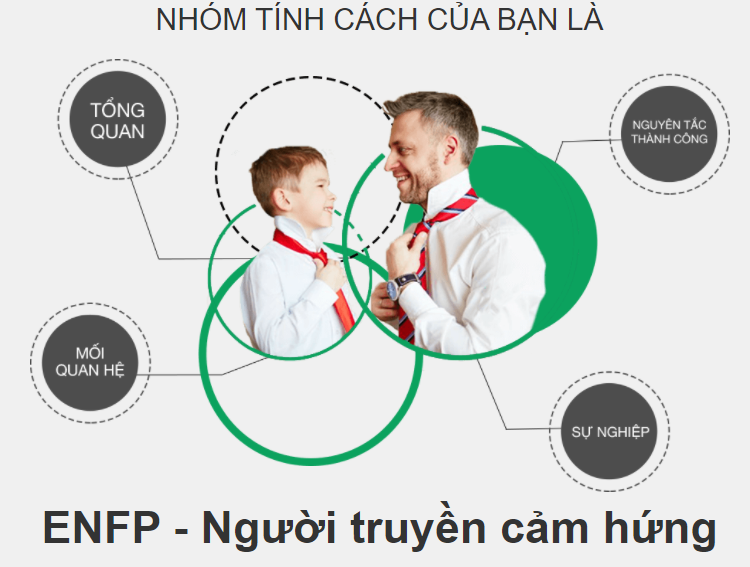 NHÓM TÍNH CÁCH CỦA BẠN LÀ
TỔNG
QUAN
NGUYÊN TẮC
THÀNH CÔNG
MỐI
QUAN HỆ
SỰ NGHIỆP
ENFP - Người truyền cảm hứng